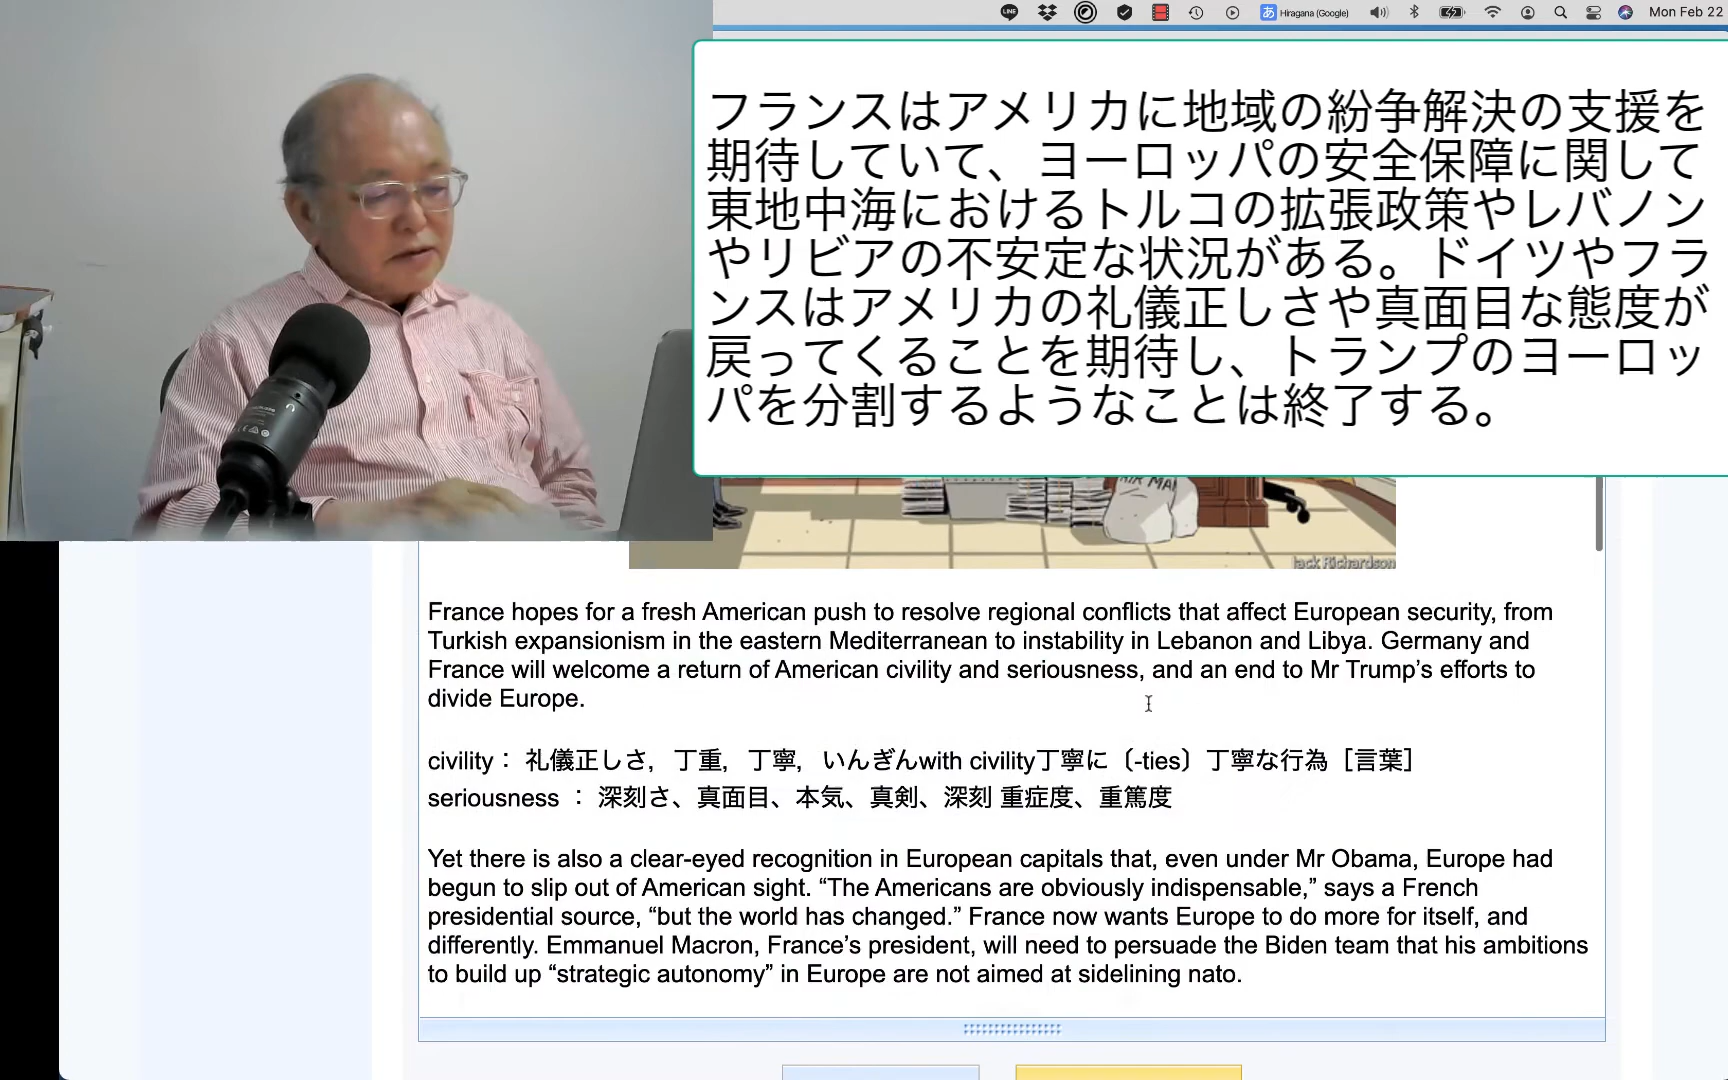 Hiragana (Google)
Mon Feb 22
フランスはアメリカに地域の紛争解決の支援を
期待していて、ヨーロッパの安全保障に関して
東地中海におけるトルコの拡張政策やレバノン
やリビアの不安定な状況がある。ドイツやフラ
ンスはアメリカの礼儀正しさや真面目な態度が
戻ってくることを期待し、トランプのヨーロッ
パを分割するようなことは終了する。
Jack Richardson
France hopes for a fresh American push to resolve regional conflicts that affect European security, from
Turkish expansionism in the eastern Mediterranean to instability in Lebanon and Libya. Germany and
France will welcome a return of American civility and seriousness, and an end to Mr Trump’s efforts to
divide Europe.
civility： 礼儀正しさ, 丁重, 丁寧, いんぎんwith civility丁寧に〔-ties〕丁寧な行為［言葉］
seriousness ： 深刻さ、真面目、本気、真剣、深刻 重症度、重篤度
Yet there is also a clear-eyed recognition in European capitals that, even under Mr Obama, Europe had
begun to slip out of American sight. “The Americans are obviously indispensable,” says a French
presidential source, “but the world has changed.” France now wants Europe to do more for itself, and
differently. Emmanuel Macron, France’s president, will need to persuade the Biden team that his ambitions
to build up “strategic autonomy” in Europe are not aimed at sidelining nato.